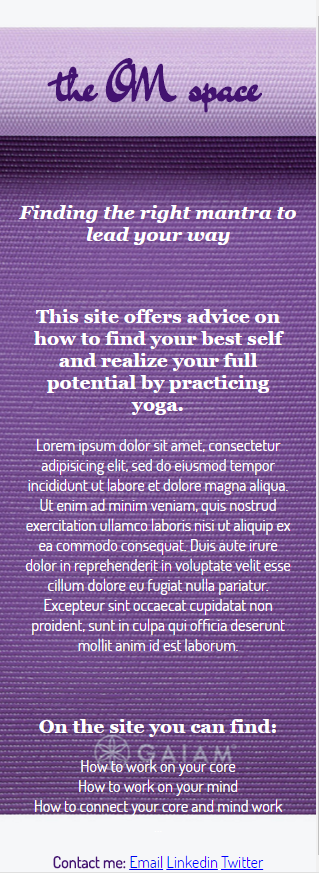 the OM space
Finding the right mantra to
lead your way
This site offers advice on
how to find your best self
and realize your full
potential by practicing
yoga.
Lorem ipsum dolor sit amet, consectetur
adipisicing elit, sed do eiusmod tempor
incididunt ut labore et dolore magna aliqua.
Ut enim ad minim veniam, quis nostrud
exercitation ullamco laboris nisi ut aliquip ex
ea commodo consequat. Duis aute irure
dolor in reprehenderit in voluptate velit esse
cillum dolore eu fugiat nulla pariatur.
Excepteur sint occaecat cupidatat non
proident, sunt in culpa qui officia deserunt
mollit anim id est laborum.
On the site you can find:
GAIAM
How to work on your core
How to work on your mind
How to connect your core and mind work
Contact me: Email Linkedin Twitter